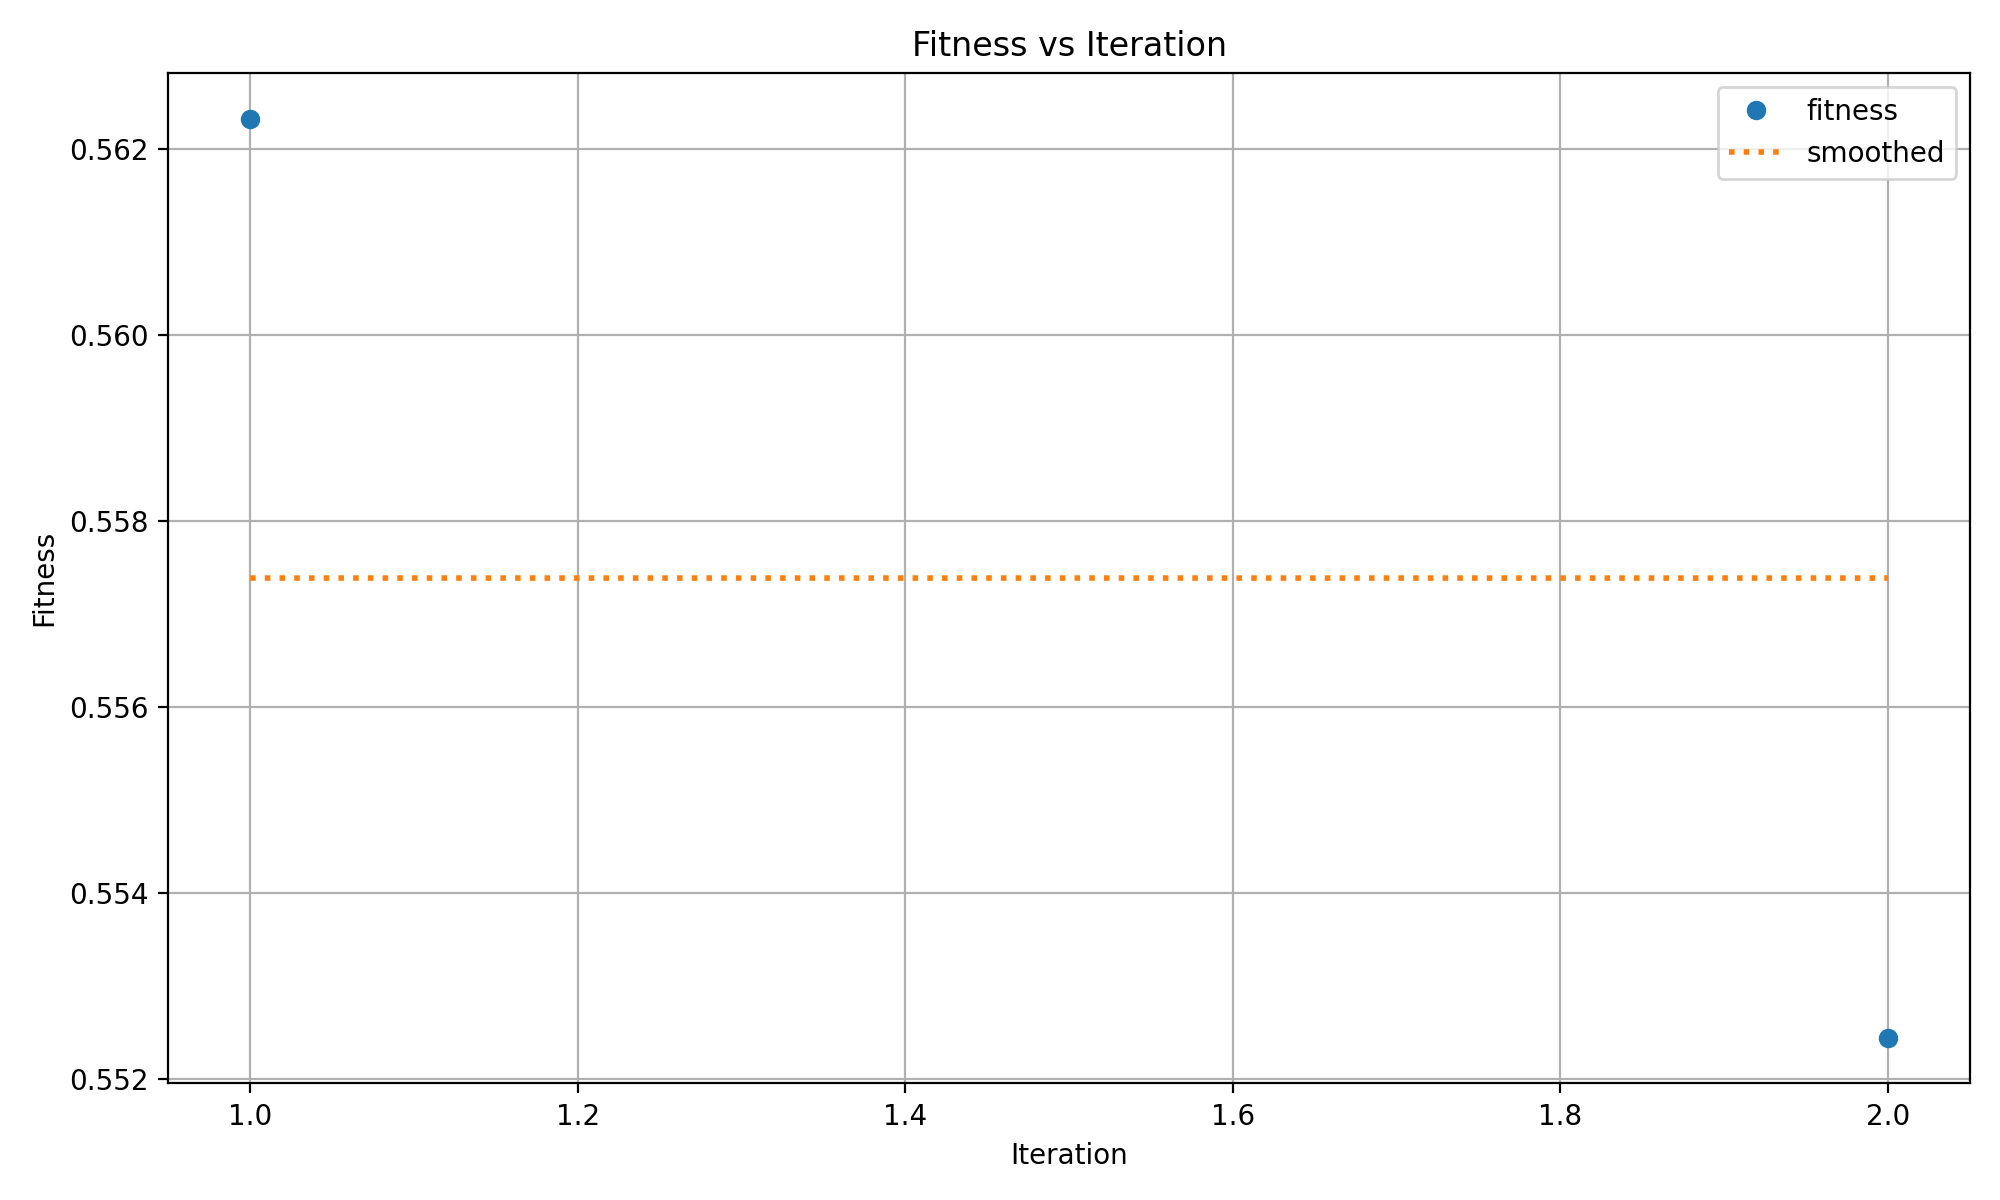 Fitness vs Iteration
fitness
smoothed
0.562
0.560
0.558
0.556
0.554
0.552
Fitness
1.0 1.2 1.4 1.6 1.8 2.0
Iteration